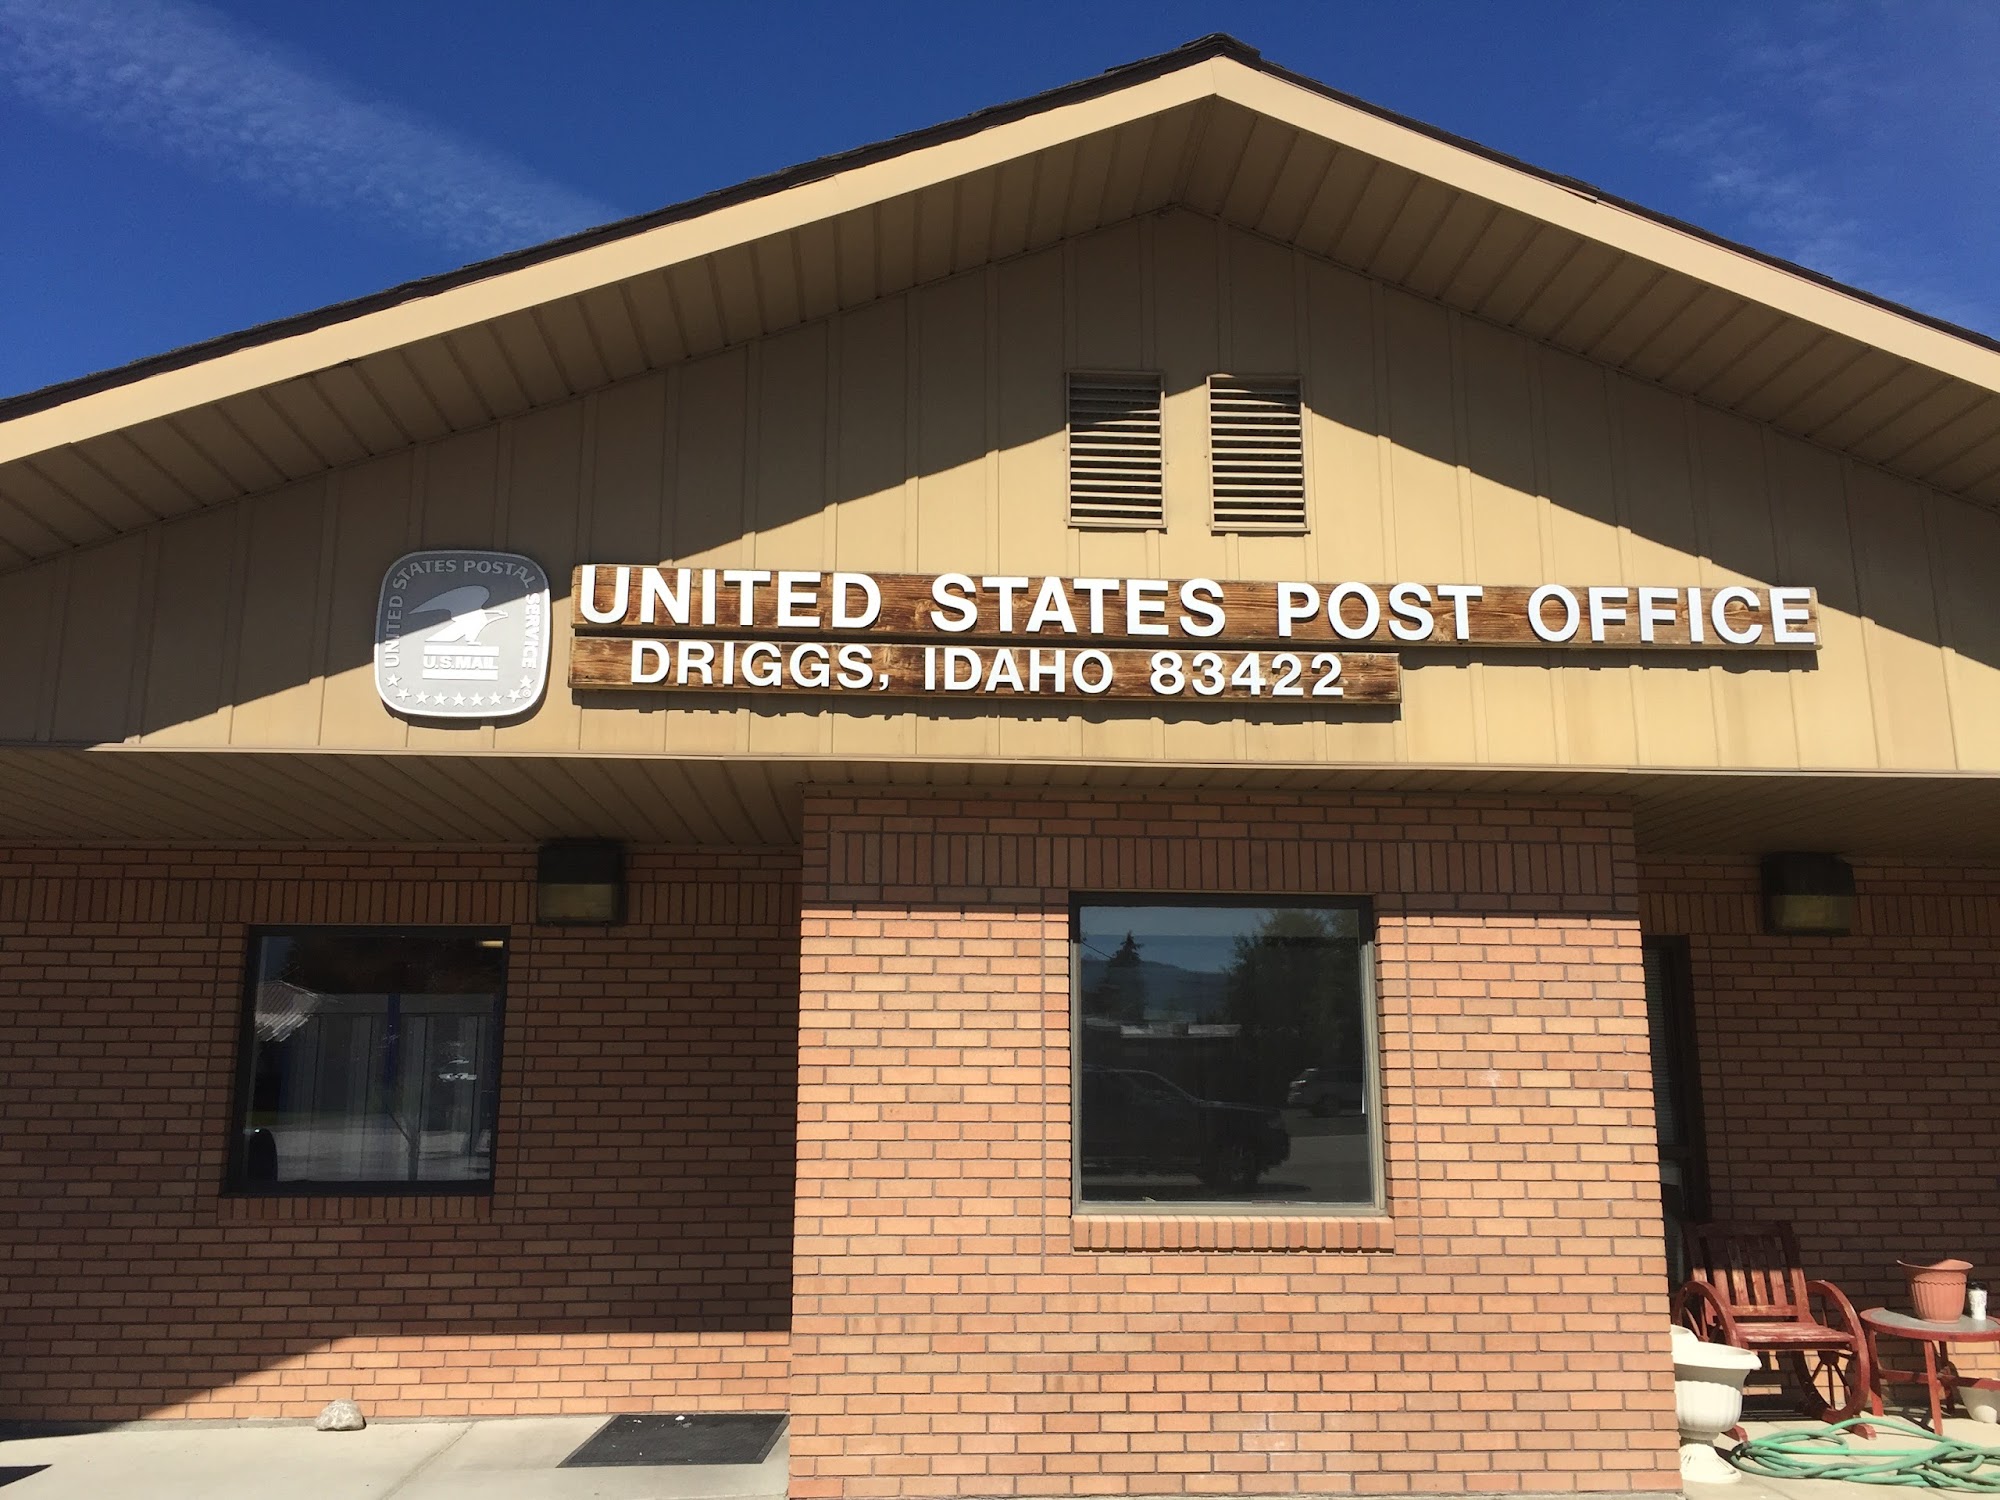 UNITED STATES POSTAL SERVICE
U.S.MAIL
®
UNITED STATES POST OFFICE
DRIGGS, IDAHO 83422